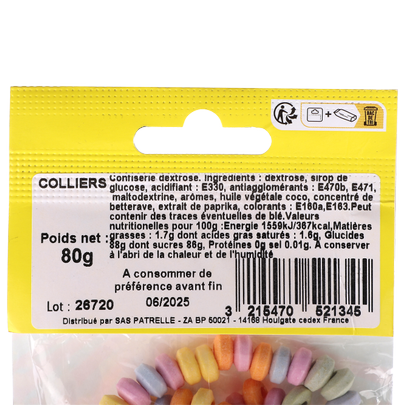 COLLIERS
Confiserie dextrose. Ingrédients : dextrose, sirop de
glucose, acidifiant : E330, antiagglomérants : E470b, E471,
maltodextrine, arômes, huile végétale coco, concentré de
betterave, extrait de paprika, colorants : E160a,E163.Peut
contenir des traces éventuelles de blé.Valeurs
nutritionelles pour 100g :Energie 1559kJ/367kcal,Matières
grasses : 1.7g dont acides gras saturés : 1.6g, Glucides
88g dont sucres 86g, Protéines 0g sel 0.01g. A conserver
à l'abri de la chaleur et de l'humidité
Poids net :
80g
A consommer de
préférence avant fin
06/2025
Lot : 26720
3 215470 521345
Distribué par SAS PATRELLE - ZA BP 50021 - 14168 Houlgate cedex France